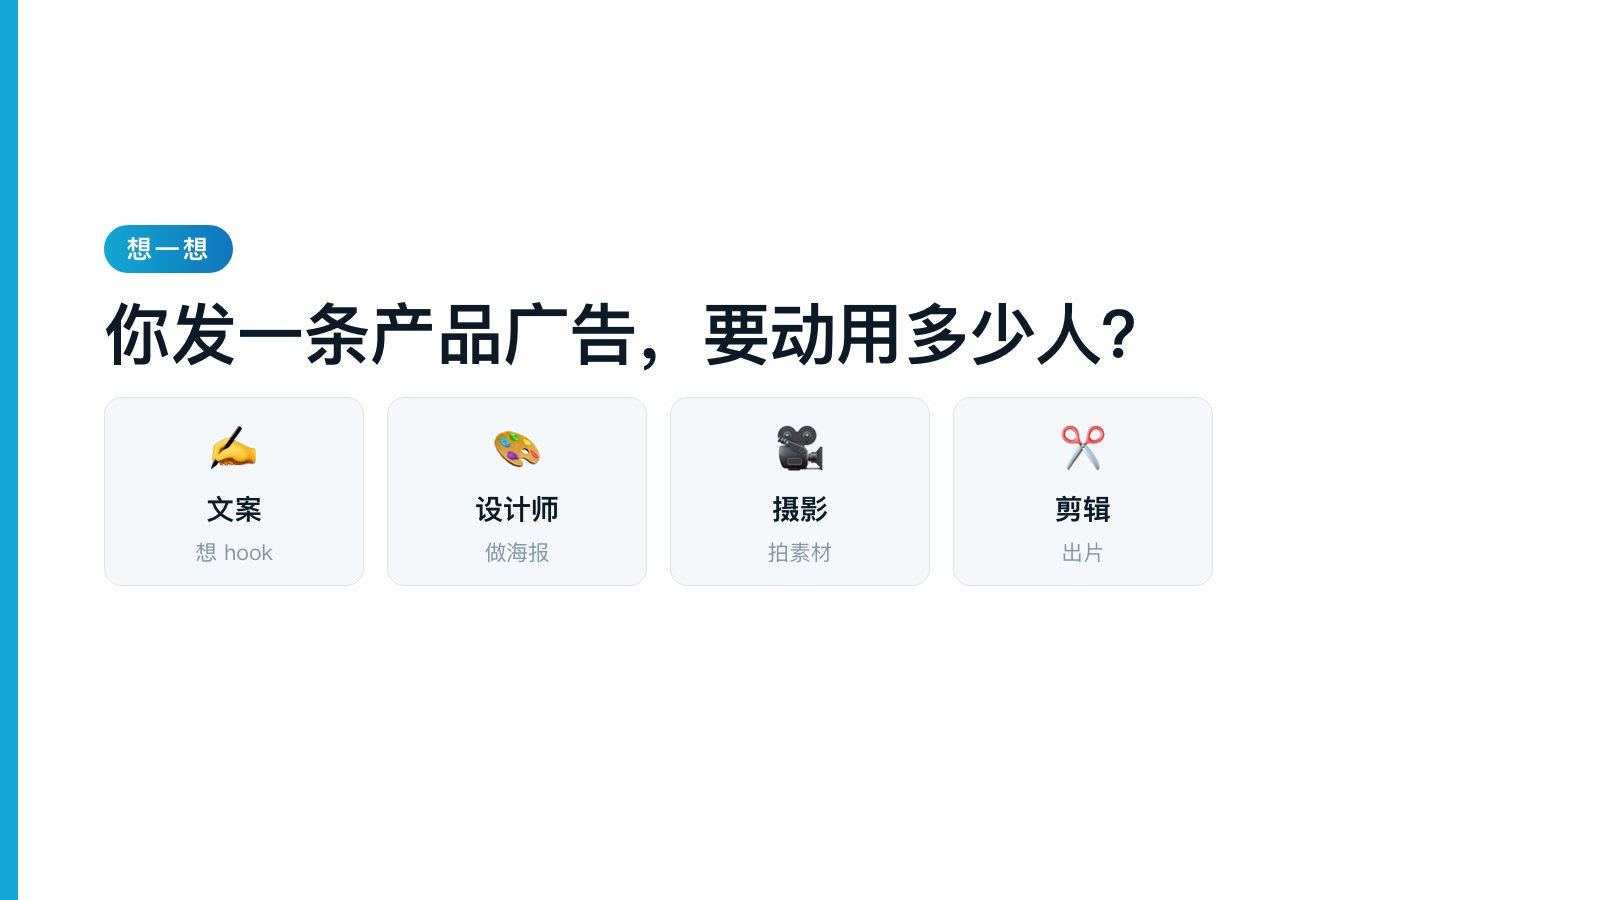 想一想
你发一条产品广告，要动用多少人?
文案
想 hook
设计师
做海报
摄影
拍素材
剪辑
出片